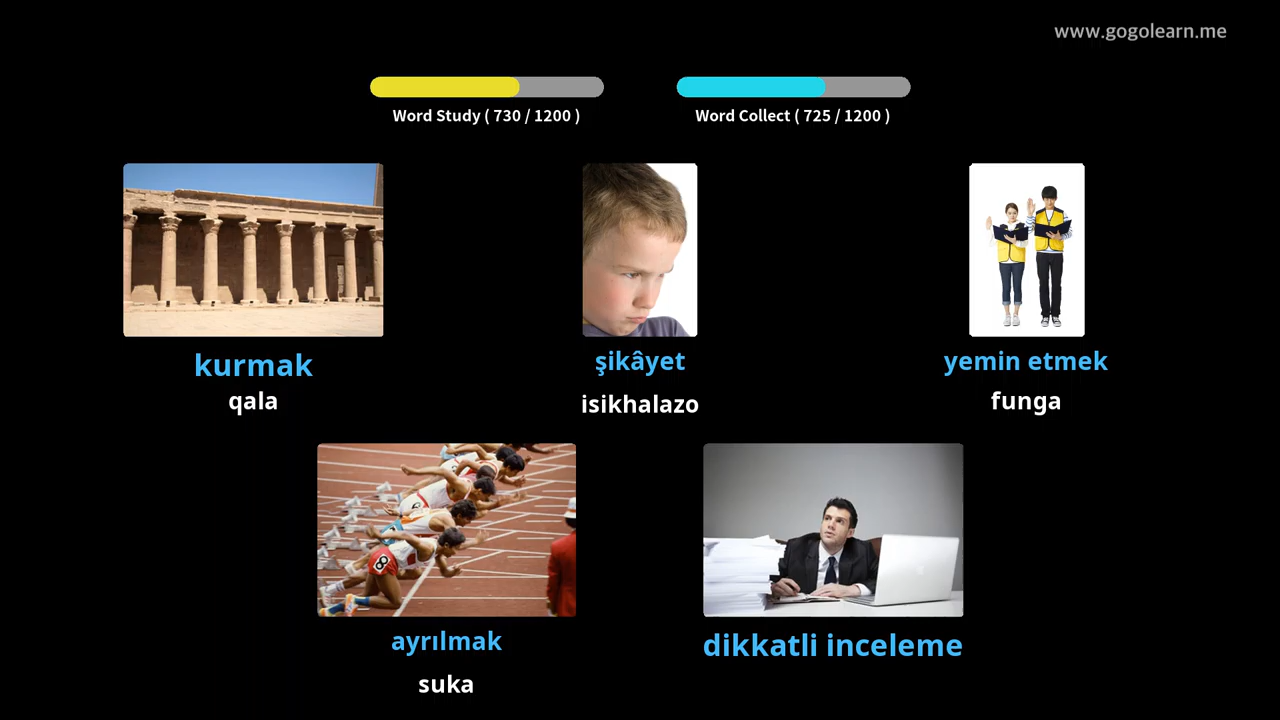 www.gogolearn.me
Word Study ( 730 / 1200 )
Word Collect ( 725 / 1200 )
kurmak
qala
şikâyet
isikhalazo
yemin etmek
funga
8
ayrılmak
suka
dikkatli inceleme